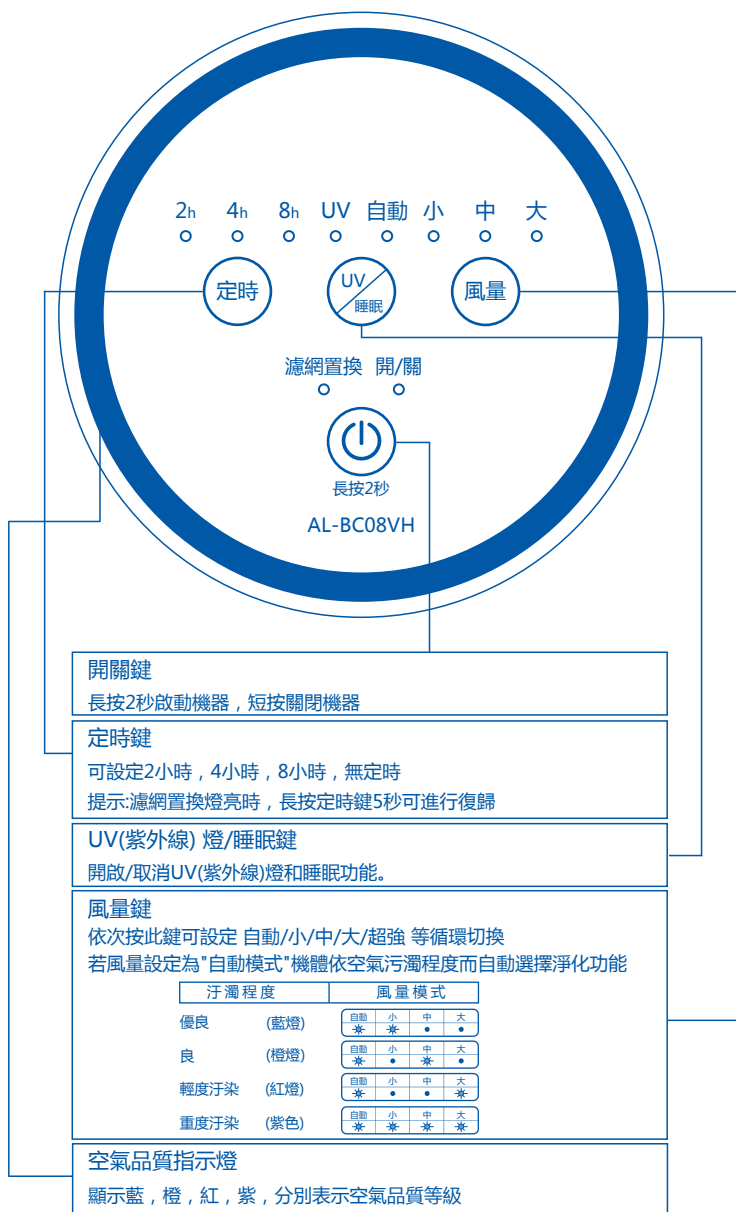 2h 4h 8h UV 自動 小 中 大
定時 UV/睡眠 風量
濾網置換 開/關
長按2秒
AL-BC08VH
開關鍵
長按2秒啟動機器，短按關閉機器
定時鍵
可設定2小時，4小時，8小時，無定時
提示:濾網置換燈亮時，長按定時鍵5秒可進行復歸
UV(紫外線) 燈/睡眠鍵
開啟/取消UV(紫外線)燈和睡眠功能。
風量鍵
依次按此鍵可設定 自動/小/中/大/超強 等循環切換
若風量設定為"自動模式"機體依空氣污濁程度而自動選擇淨化功能
汙濁程度 風量模式
優良 (藍燈) 自動 小 中 大
良 (橙燈) 自動 小 中 大
輕度汙染 (紅燈) 自動 小 中 大
重度汙染 (紫色) 自動 小 中 大
空氣品質指示燈
顯示藍，橙，紅，紫，分別表示空氣品質等級